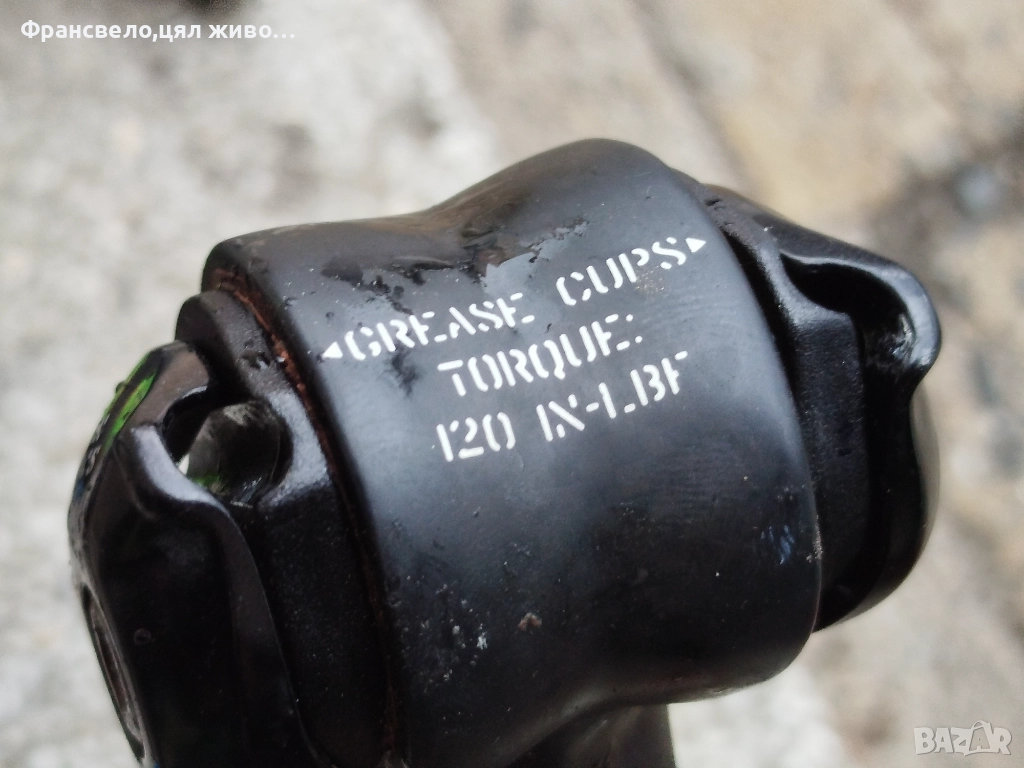 Франсвело,цял живо...
◄GREASE CUPS►
TORQUE:
120 IN-LBF
BAZAR